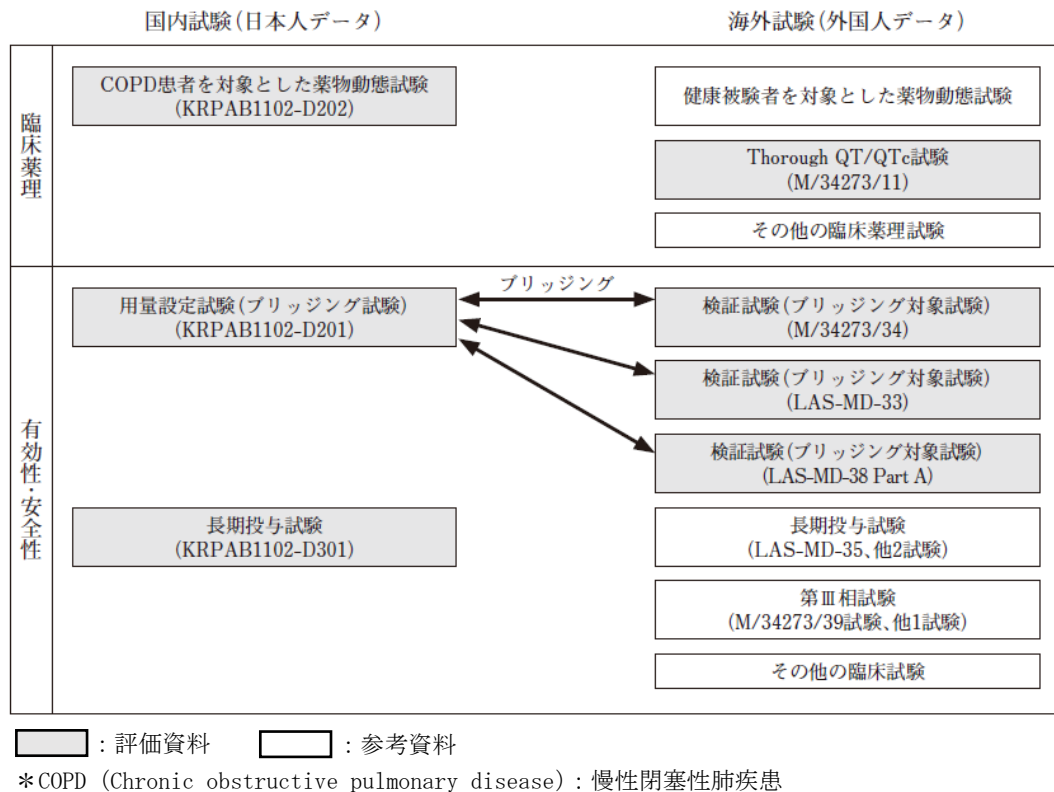 国内試験(日本人データ)
海外試験(外国人データ)
臨床薬理
COPD患者を対象とした薬物動態試験
(KRPAB1102-D202)
健康被験者を対象とした薬物動態試験
Thorough QT/QTc試験
(M/34273/11)
その他の臨床薬理試験
有効性・安全性
用量設定試験(ブリッジング試験)
(KRPAB1102-D201)
ブリッジング
検証試験(ブリッジング対象試験)
(M/34273/34)
検証試験(ブリッジング対象試験)
(LAS-MD-33)
検証試験(ブリッジング対象試験)
(LAS-MD-38 Part A)
長期投与試験
(KRPAB1102-D301)
長期投与試験
(LAS-MD-35、他2試験)
第Ⅲ相試験
(M/34273/39試験、他1試験)
その他の臨床試験
：評価資料 ：参考資料
＊COPD (Chronic obstructive pulmonary disease)：慢性閉塞性肺疾患